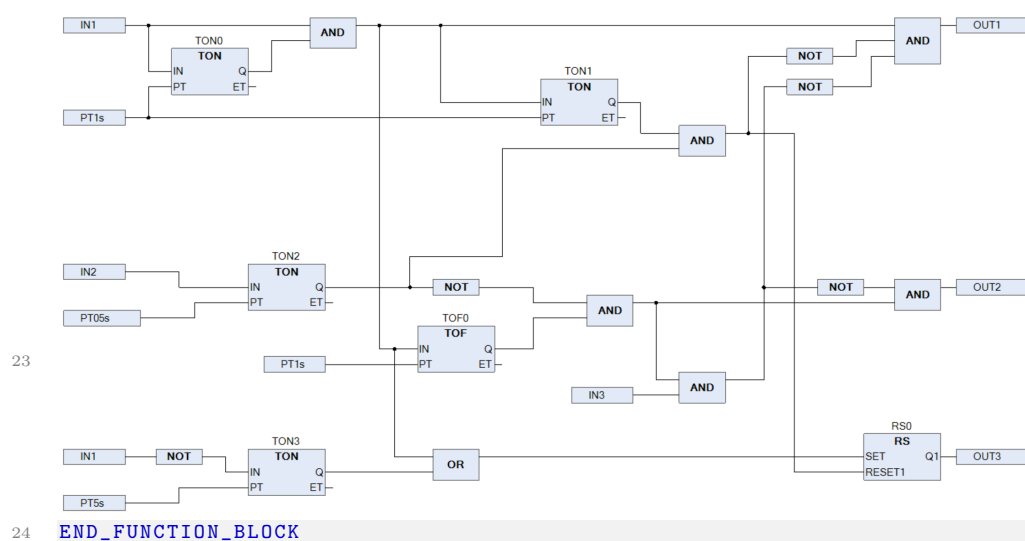 IN1 AND AND OUT1
TON0
TON NOT
IN Q
PT ET
TON1
TON NOT
IN Q
PT1s PT ET
AND
TON2
IN2 TON
IN Q NOT NOT AND OUT2
PT ET
AND
PT05s TOF0
TOF
IN Q
23 PT1s PT ET
AND
IN3
RS0
TON3 RS
IN1 NOT TON OR SET Q1 OUT3
IN Q RESET1
PT ET
PT5s
24 END_FUNCTION_BLOCK